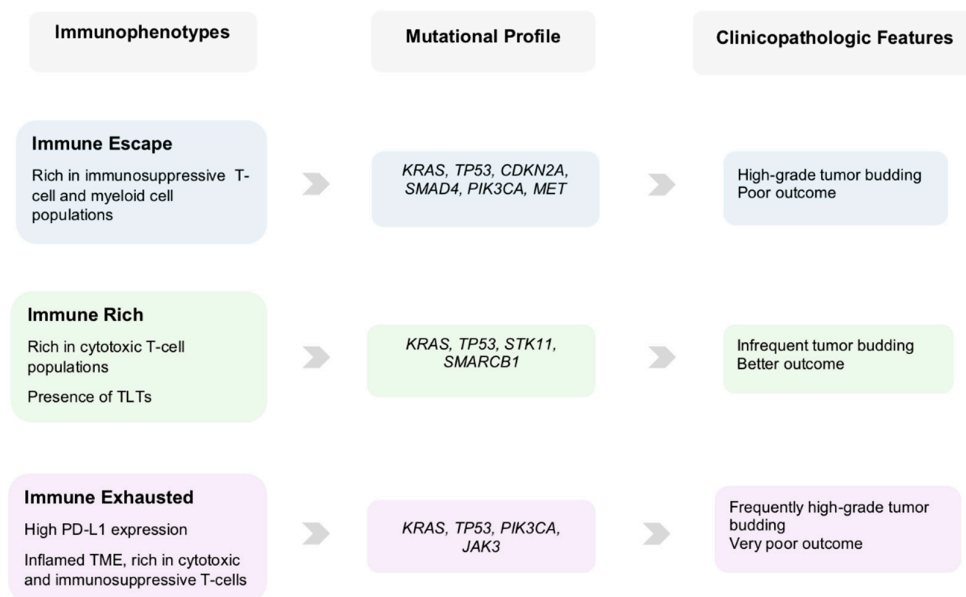 Immunophenotypes
Mutational Profile
Clinicopathologic Features
Immune Escape
Rich in immunosuppressive T-
cell and myeloid cell
populations
KRAS, TP53, CDKN2A,
SMAD4, PIK3CA, MET
High-grade tumor budding
Poor outcome
Immune Rich
Rich in cytotoxic T-cell
populations
Presence of TLTs
KRAS, TP53, STK11,
SMARCB1
Infrequent tumor budding
Better outcome
Immune Exhausted
High PD-L1 expression
Inflamed TME, rich in cytotoxic
and immunosuppressive T-cells
KRAS, TP53, PIK3CA,
JAK3
Frequently high-grade tumor
budding
Very poor outcome